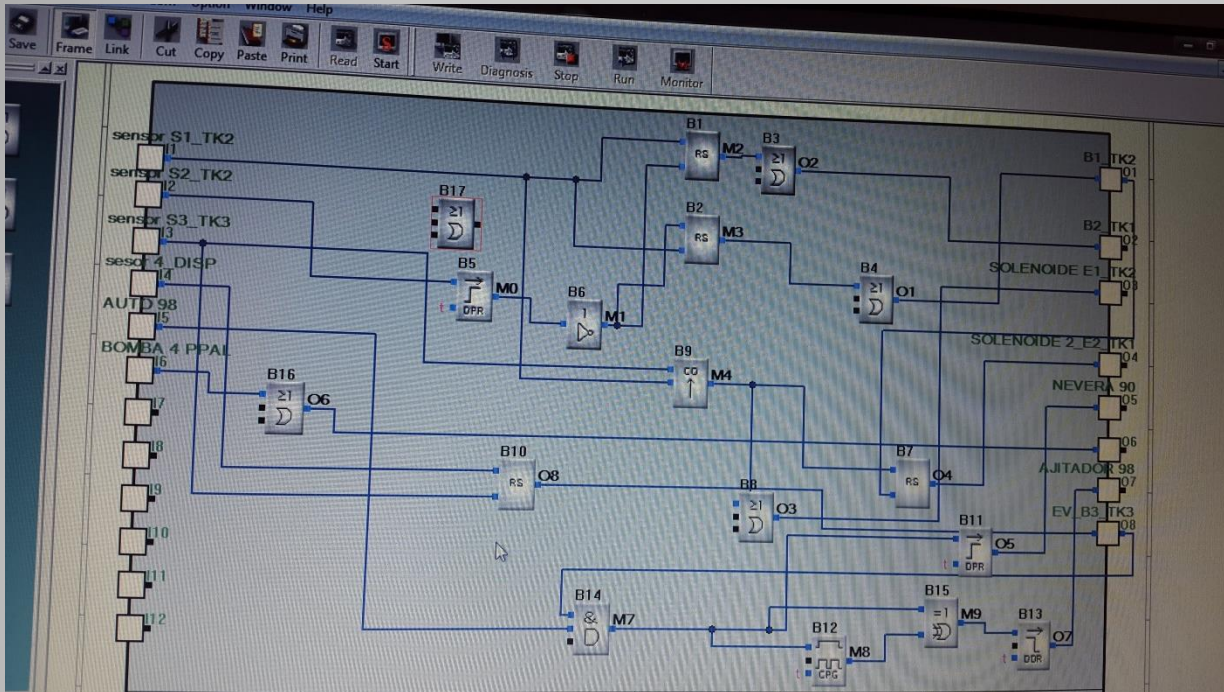 Option Window Help
Save Frame Link Cut Copy Paste Print Read Start Write Diagnosis Stop Run Monitor
sensor S1_TK2
I1
sensor S2_TK2
I2
sensor S3_TK3
I3
sesor 4_DISP
I4
AUTO 98
I5
BOMBA 4 PPAL
I6
I7
I8
I9
I10
I11
I12
B1
RS
M2
B3
≥1
O2
B17
≥1
B2
RS
M3
B5
DPR
t
M0
B6
1
M1
B4
≥1
O1
B9
CO
M4
B16
≥1
O6
B10
RS
O8
B7
RS
O4
B8
≥1
O3
B11
DPR
t
O5
B14
&
M7
B12
CPG
t
M8
B15
=1
M9
B13
DDR
t
O7
B1_TK2
O1
B2_TK1
O2
SOLENOIDE E1_TK2
O3
SOLENOIDE 2_E2_TK1
O4
NEVERA 90
O5
O6
AJITADOR 98
O7
EV_B3_TK3
O8